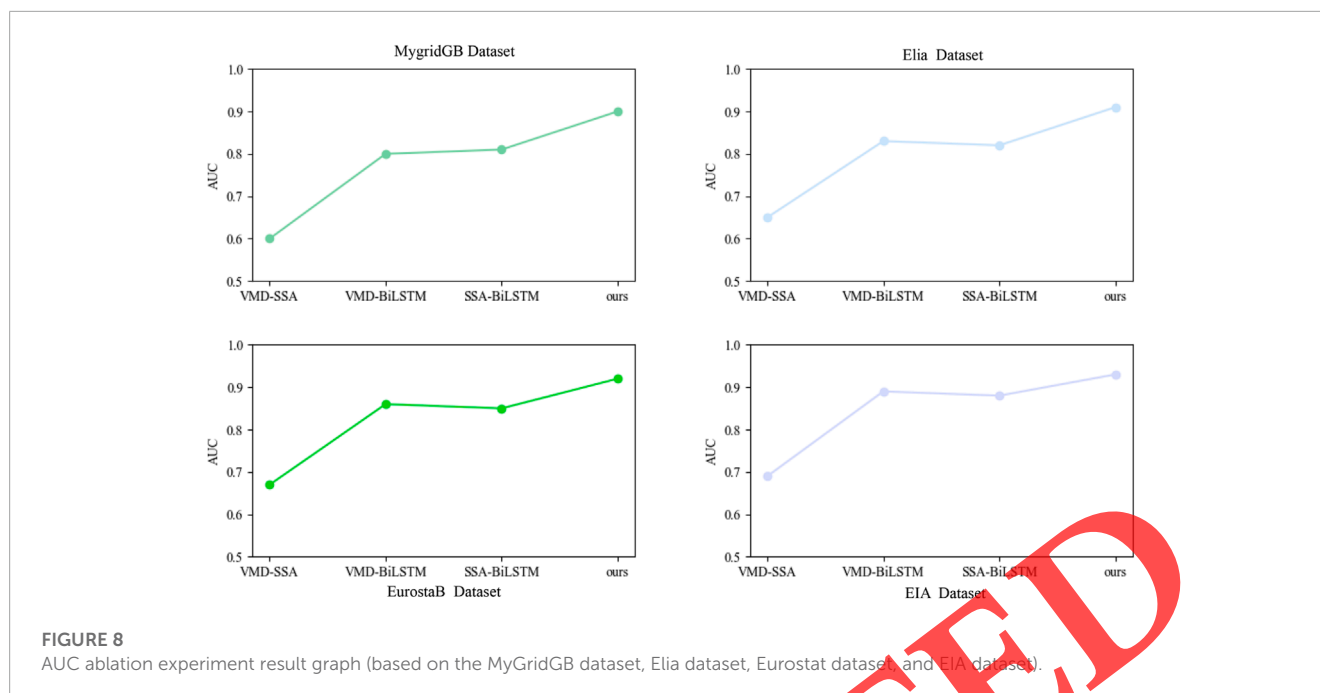 MygridGB Dataset
1.0
0.9
0.8
0.7
0.6
0.5
AUC
VMD-SSA
VMD-BiLSTM
SSA-BiLSTM
ours
Elia Dataset
1.0
0.9
0.8
0.7
0.6
0.5
AUC
VMD-SSA
VMD-BiLSTM
SSA-BiLSTM
ours
1.0
0.9
0.8
0.7
0.6
0.5
AUC
VMD-SSA
VMD-BiLSTM
SSA-BiLSTM
ours
EurostaB Dataset
1.0
0.9
0.8
0.7
0.6
0.5
AUC
VMD-SSA
VMD-BiLSTM
SSA-BiLSTM
ours
EIA Dataset
FIGURE 8
AUC ablation experiment result graph (based on the MyGridGB dataset, Elia dataset, Eurostat dataset, and EIA dataset).
TED